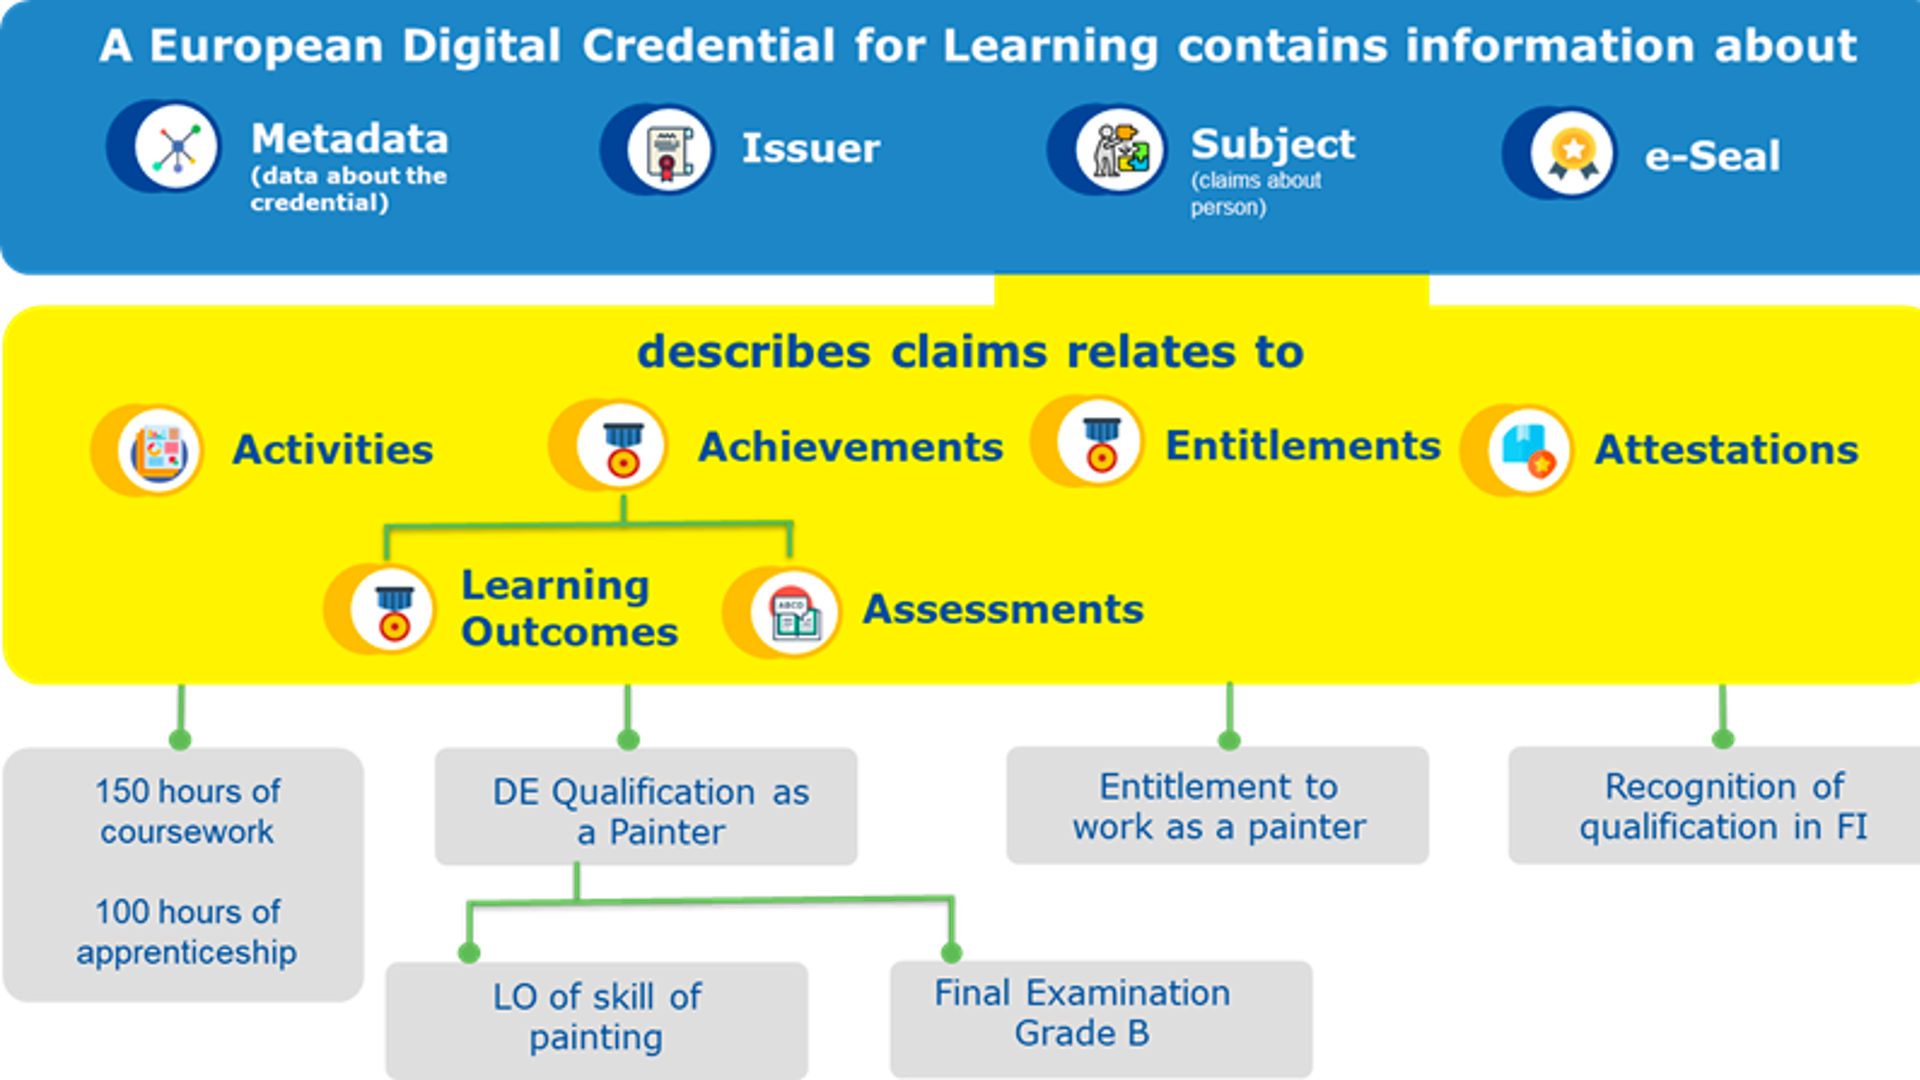 A European Digital Credential for Learning contains information about
Metadata
(data about the
credential)
Issuer
Subject
(claims about
person)
e-Seal
describes claims relates to
Activities
Achievements
Entitlements
Attestations
Learning
Outcomes
ABCD
Assessments
150 hours of
coursework
100 hours of
apprenticeship
DE Qualification as
a Painter
Entitlement to
work as a painter
Recognition of
qualification in FI
LO of skill of
painting
Final Examination
Grade B